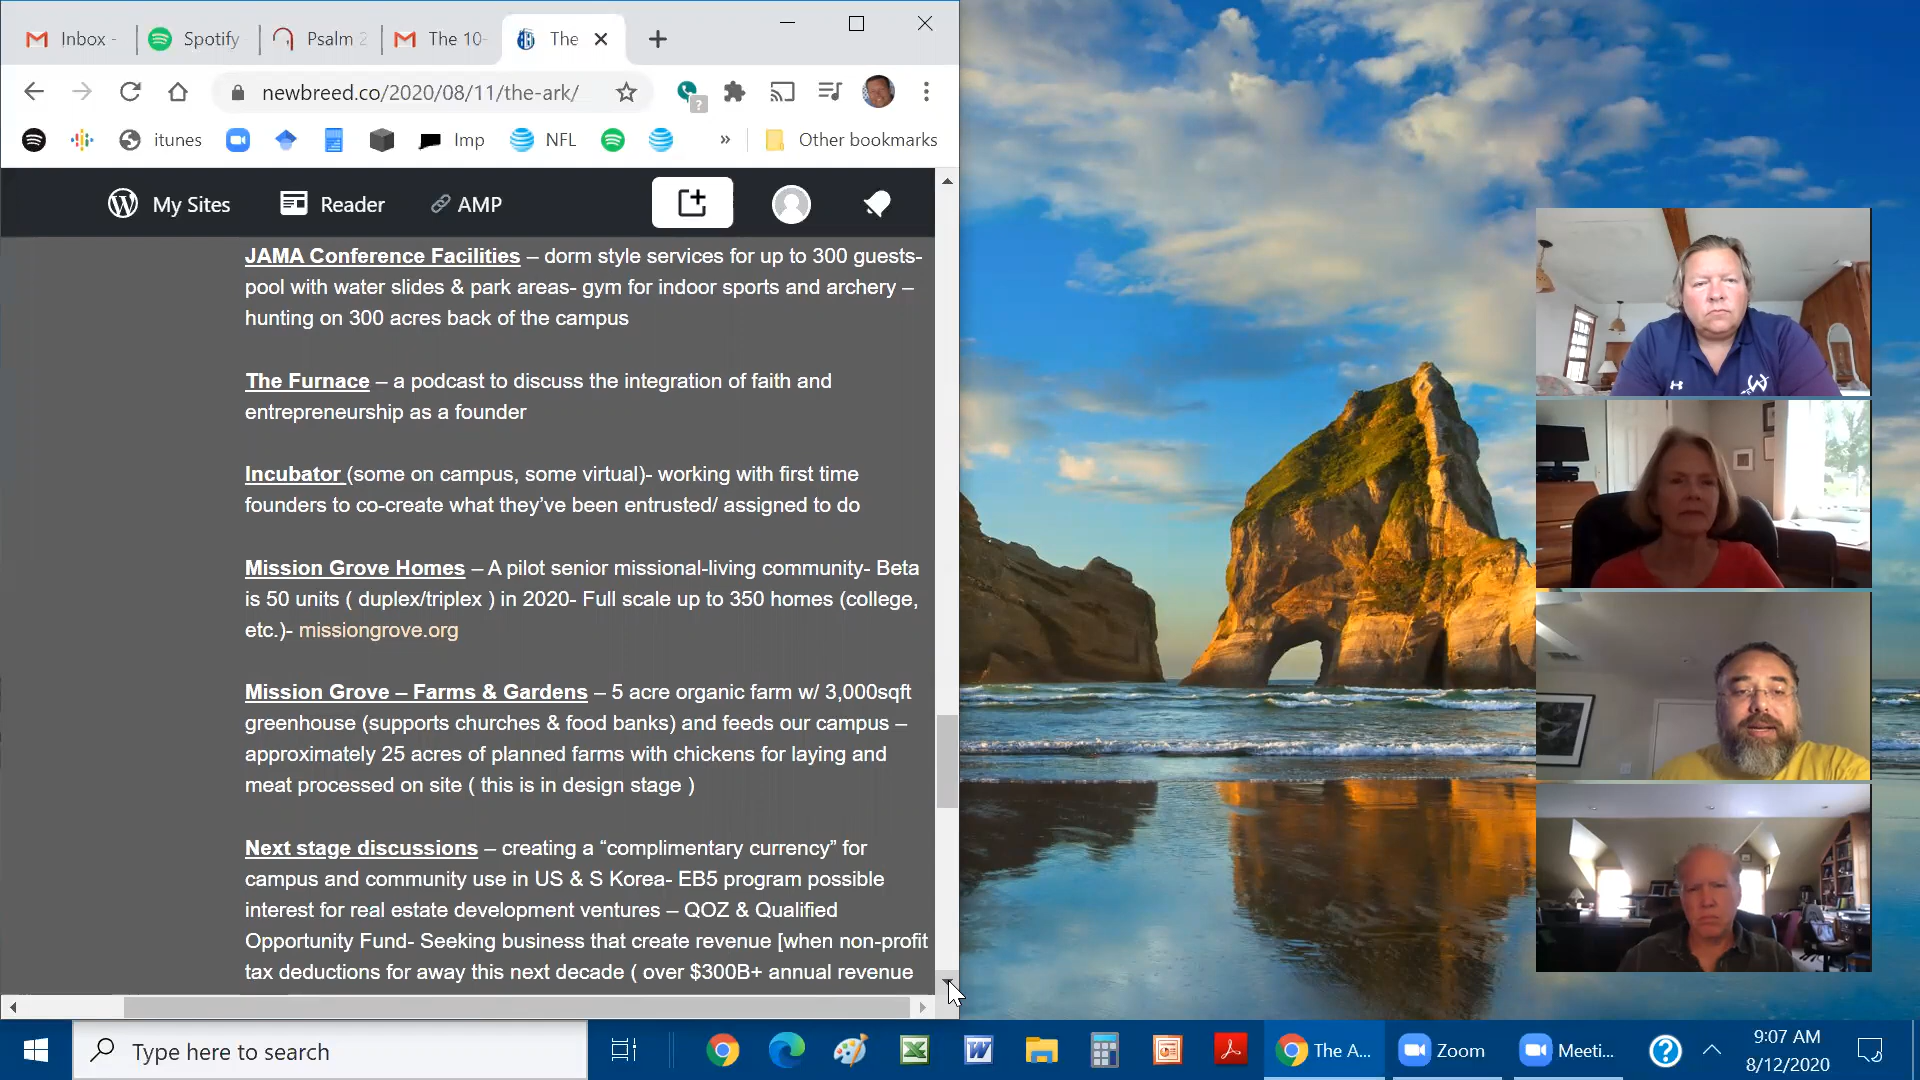 Inbox -
Spotify
Psalm 2
The 10-
The
newbreed.co/2020/08/11/the-ark/
itunes
Imp
NFL
»
Other bookmarks
My Sites
Reader
AMP
JAMA Conference Facilities – dorm style services for up to 300 guests-
pool with water slides & park areas- gym for indoor sports and archery –
hunting on 300 acres back of the campus
The Furnace – a podcast to discuss the integration of faith and
entrepreneurship as a founder
Incubator (some on campus, some virtual)- working with first time
founders to co-create what they’ve been entrusted/ assigned to do
Mission Grove Homes – A pilot senior missional-living community- Beta
is 50 units ( duplex/triplex ) in 2020- Full scale up to 350 homes (college,
etc.)- missiongrove.org
Mission Grove – Farms & Gardens – 5 acre organic farm w/ 3,000sqft
greenhouse (supports churches & food banks) and feeds our campus –
approximately 25 acres of planned farms with chickens for laying and
meat processed on site ( this is in design stage )
Next stage discussions – creating a “complimentary currency” for
campus and community use in US & S Korea- EB5 program possible
interest for real estate development ventures – QOZ & Qualified
Opportunity Fund- Seeking business that create revenue [when non-profit
tax deductions for away this next decade ( over $300B+ annual revenue
Type here to search
The A...
Zoom
Meeti...
9:07 AM
8/12/2020